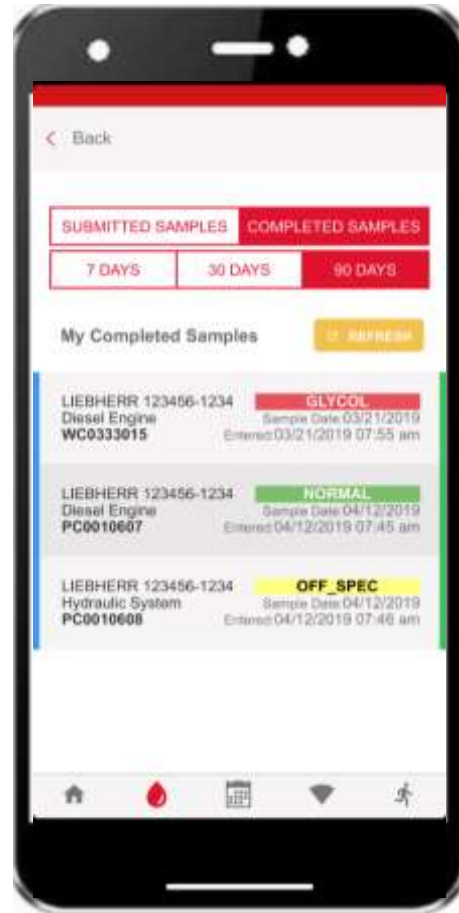 Back
SUBMITTED SAMPLES COMPLETED SAMPLES
7 DAYS 30 DAYS 90 DAYS
My Completed Samples REFRESH
LIEBHERR 123456-1234 GLYCOL
Diesel Engine Sample Date:03/21/2019
WC0333015 Entered:03/21/2019 07:55 am
LIEBHERR 123456-1234 NORMAL
Diesel Engine Sample Date:04/12/2019
PC0010607 Entered:04/12/2019 07:45 am
LIEBHERR 123456-1234 OFF_SPEC
Hydraulic System Sample Date:04/12/2019
PC0010608 Entered:04/12/2019 07:46 am